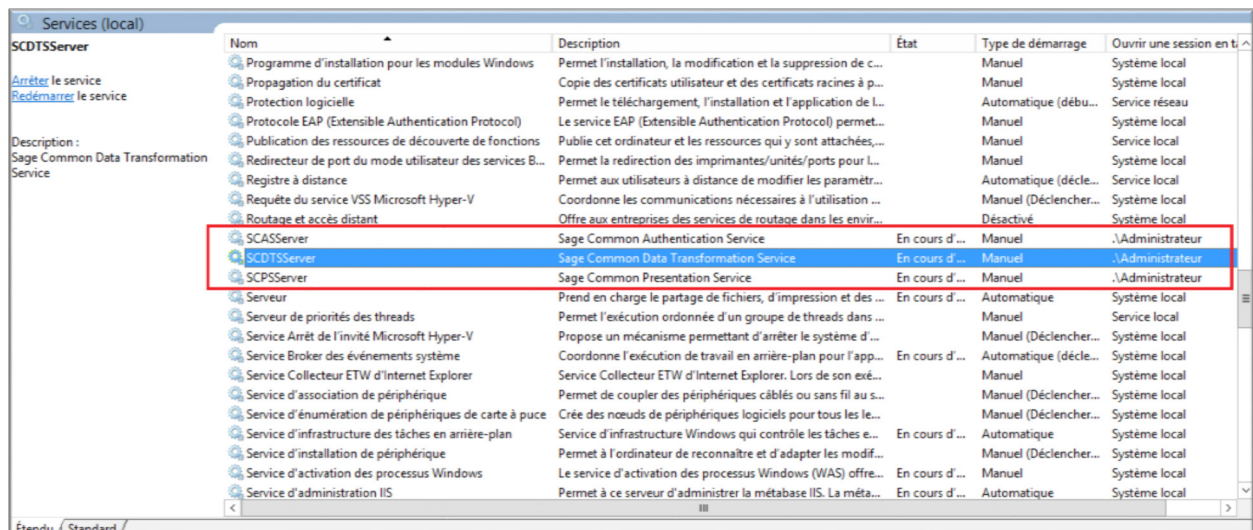 Services (local)
SCDTSServer
Arrêter le service
Redémarrer le service
Description :
Sage Common Data Transformation
Service
Nom Description État Type de démarrage Ouvrir une session en ta
Programme d'installation pour les modules Windows Permet l'installation, la modification et la suppression de c... Manuel Système local
Propagation du certificat Copie des certificats utilisateur et des certificats racines à p... Manuel Système local
Protection logicielle Permet le téléchargement, l'installation et l'application de l... Automatique (débu... Service réseau
Protocole EAP (Extensible Authentication Protocol) Le service EAP (Extensible Authentication Protocol) permet... Manuel Système local
Publication des ressources de découverte de fonctions Publie cet ordinateur et les ressources qui y sont attachées,... Manuel Service local
Redirecteur de port du mode utilisateur des services B... Permet la redirection des imprimantes/unités/ports pour l... Manuel Système local
Registre à distance Permet aux utilisateurs à distance de modifier les paramètr... Automatique (décle... Service local
Requête du service VSS Microsoft Hyper-V Coordonne les communications nécessaires à l'utilisation ... Manuel (Déclencher... Système local
Routage et accès distant Offre aux entreprises des services de routage dans les envir... Désactivé Système local
SCASServer Sage Common Authentication Service En cours d'... Manuel .\Administrateur
SCDTSServer Sage Common Data Transformation Service En cours d'... Manuel .\Administrateur
SCPSServer Sage Common Presentation Service En cours d'... Manuel .\Administrateur
Serveur Prend en charge le partage de fichiers, d'impression et des ... En cours d'... Automatique Système local
Serveur de priorités des threads Permet l'exécution ordonnée d'un groupe de threads dans ... Manuel Service local
Service Arrêt de l'invité Microsoft Hyper-V Propose un mécanisme permettant d'arrêter le système d'... Manuel (Déclencher... Système local
Service Broker des événements système Coordonne l'exécution de travail en arrière-plan pour l'app... En cours d'... Automatique (décle... Système local
Service Collecteur ETW d'Internet Explorer Service Collecteur ETW d'Internet Explorer. Lors de son exé... Manuel Système local
Service d'association de périphérique Permet de coupler des périphériques câblés ou sans fil au s... Manuel (Déclencher... Système local
Service d'énumération de périphériques de carte à puce Crée des nœuds de périphériques logiciels pour tous les le... Manuel (Déclencher... Système local
Service d'infrastructure des tâches en arrière-plan Service d'infrastructure Windows qui contrôle les tâches e... En cours d'... Automatique Système local
Service d'installation de périphérique Permet à l'ordinateur de reconnaître et d'adapter les modif... Manuel (Déclencher... Système local
Service d'activation des processus Windows Le service d'activation des processus Windows (WAS) offre... En cours d'... Manuel Système local
Service d'administration IIS Permet à ce serveur d'administrer la métabase IIS. La méta... En cours d'... Automatique Système local
Étendu Standard